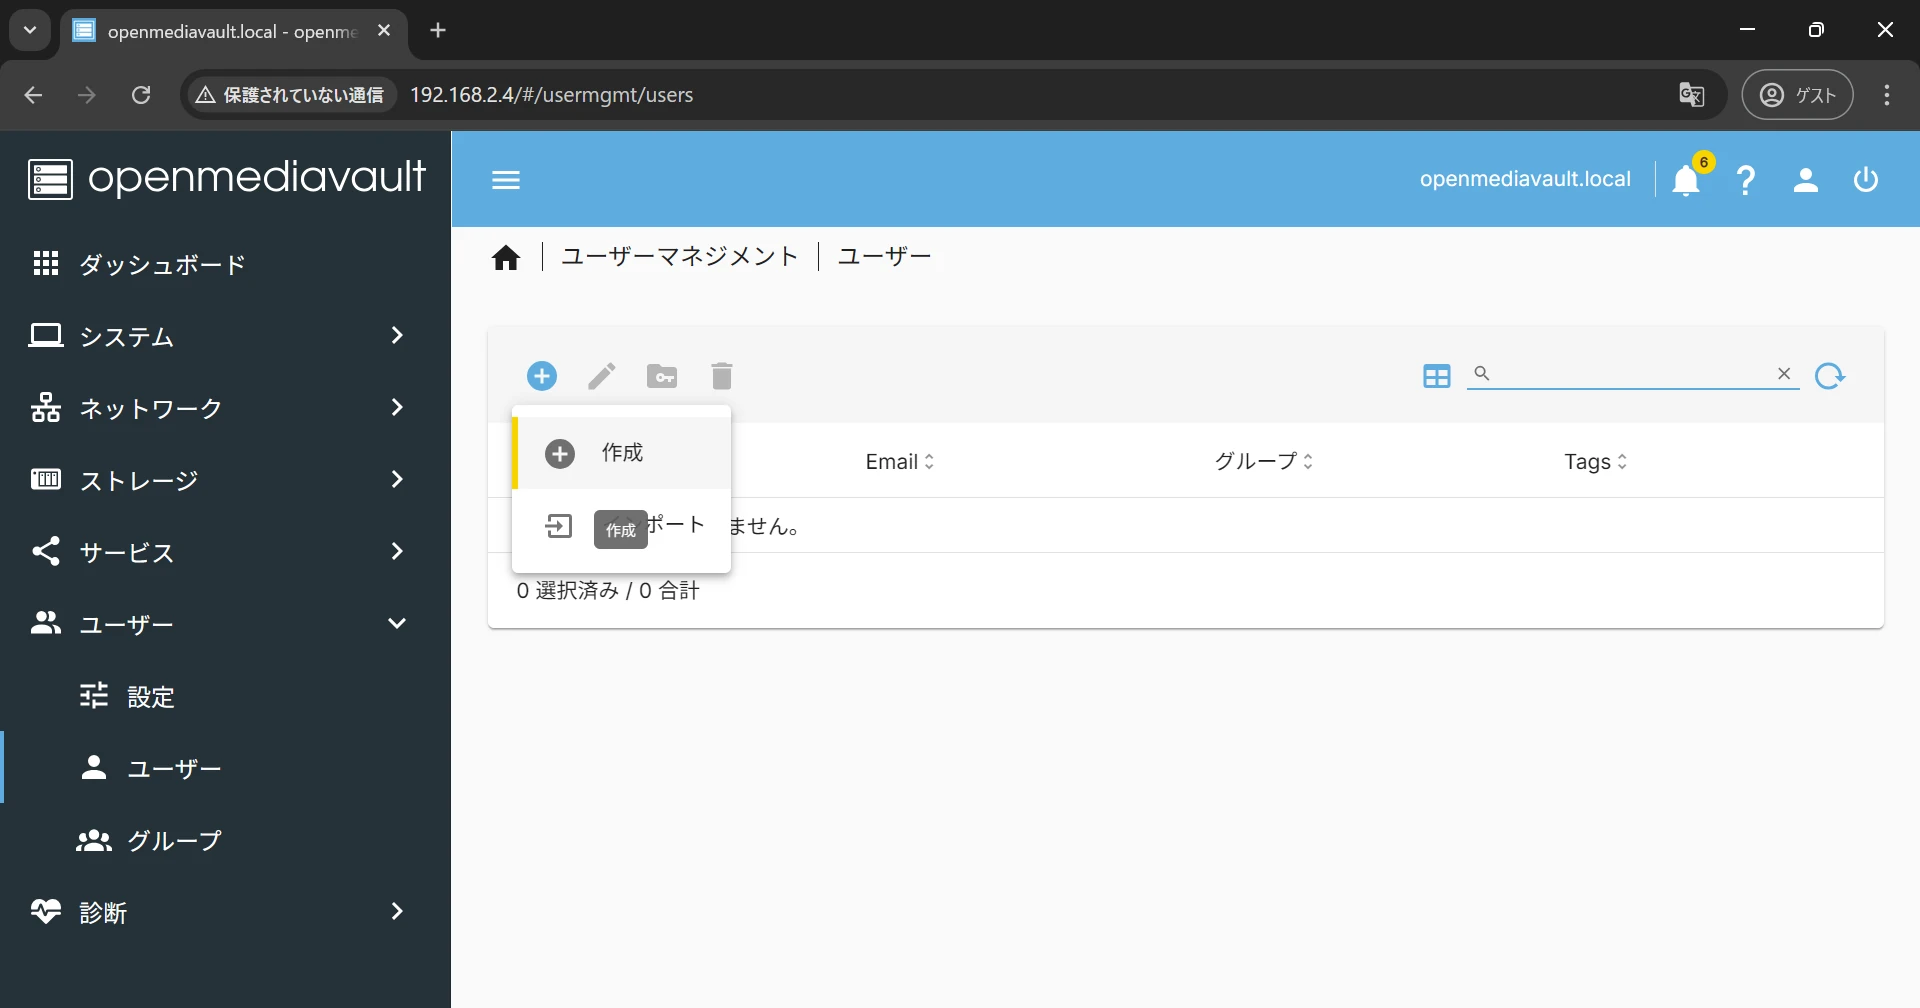 openmediavault.local - openme
保護されていない通信 192.168.2.4/#/usermgmt/users
ゲスト
openmediavault
openmediavault.local
6
ダッシュボード
システム
ネットワーク
ストレージ
サービス
ユーザー
設定
ユーザー
グループ
診断
ユーザーマネジメント ユーザー
作成
ポート
作成
Email グループ Tags
ません。
0 選択済み / 0 合計